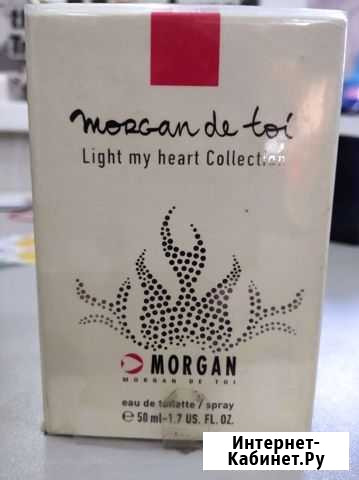 morgan de toi
Light my heart Collection
MORGAN
MORGAN DE TOI
eau de toilette / spray
℮ 50 ml-1.7 US. FL. OZ.
Интернет-
Кабинет.Ру